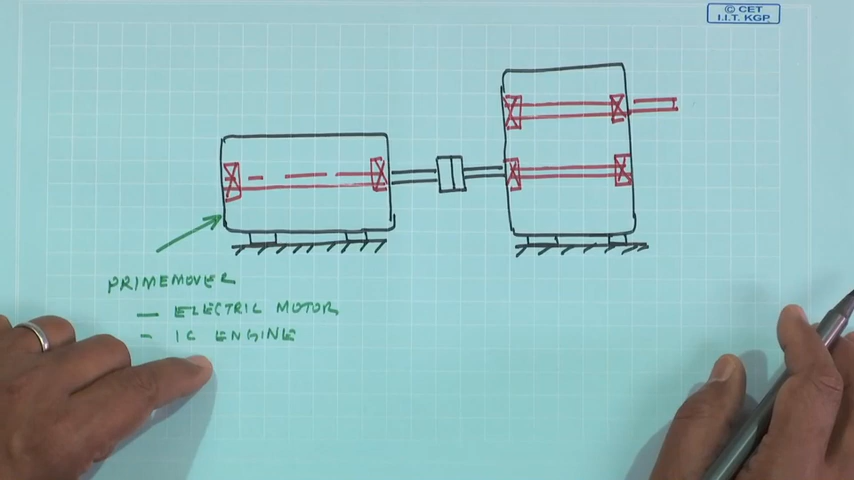 © CET
I.I.T. KGP
PRIMEMOVER
— ELECTRIC MOTOR
- IC ENGINE